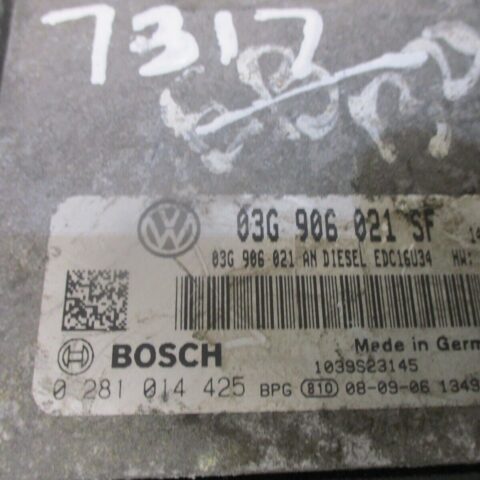 7317
03G 906 021 SF
03G 906 021 AN DIESEL EDC16U34 HW:
BOSCH
Made in Germ
1039S23145
0 281 014 425 BPG 810 08-09-06 1349